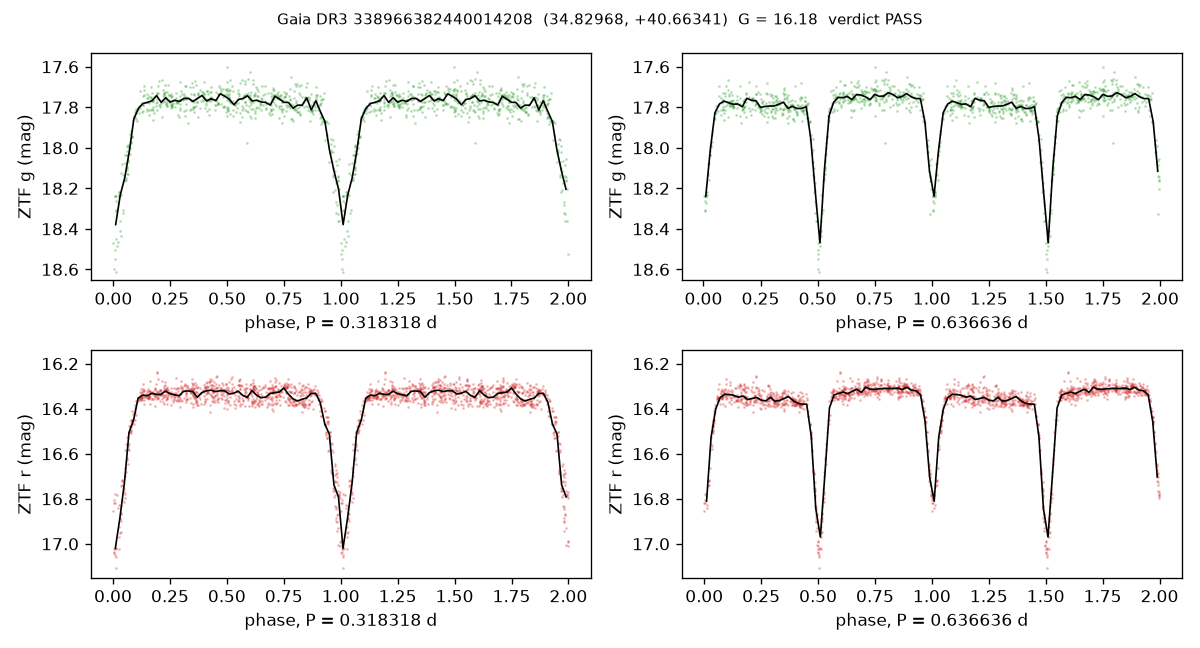 Gaia DR3 338966382440014208  (34.82968, +40.66341)  G = 16.18  verdict PASS
ZTF g (mag)
17.6
17.8
18.0
18.2
18.4
18.6
0.00 0.25 0.50 0.75 1.00 1.25 1.50 1.75 2.00
phase, P = 0.318318 d
ZTF g (mag)
17.6
17.8
18.0
18.2
18.4
18.6
0.00 0.25 0.50 0.75 1.00 1.25 1.50 1.75 2.00
phase, P = 0.636636 d
ZTF r (mag)
16.2
16.4
16.6
16.8
17.0
0.00 0.25 0.50 0.75 1.00 1.25 1.50 1.75 2.00
phase, P = 0.318318 d
ZTF r (mag)
16.2
16.4
16.6
16.8
17.0
0.00 0.25 0.50 0.75 1.00 1.25 1.50 1.75 2.00
phase, P = 0.636636 d